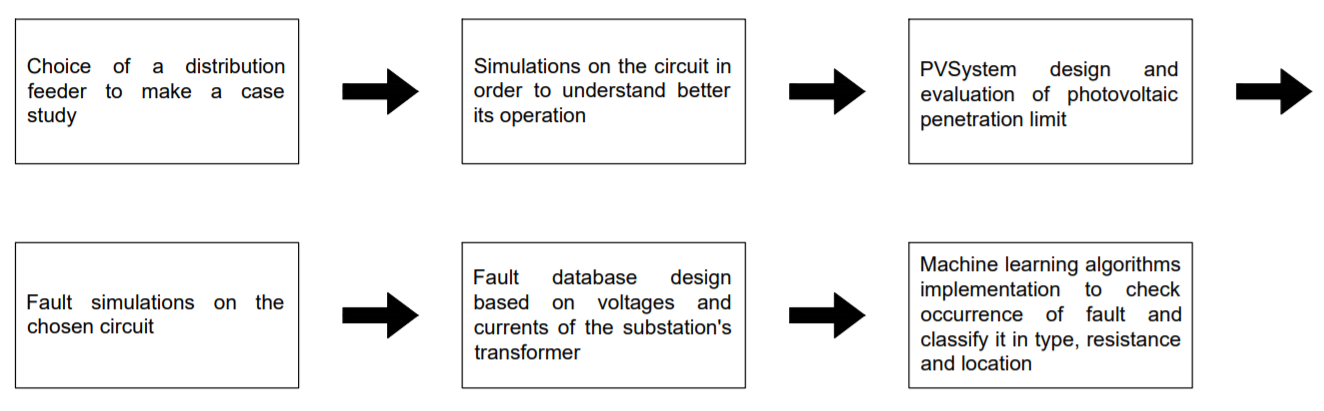 Choice of a distribution
feeder to make a case
study
Simulations on the circuit in
order to understand better
its operation
PVSystem design and
evaluation of photovoltaic
penetration limit
Fault simulations on the
chosen circuit
Fault database design
based on voltages and
currents of the substation's
transformer
Machine learning algorithms
implementation to check
occurrence of fault and
classify it in type, resistance
and location